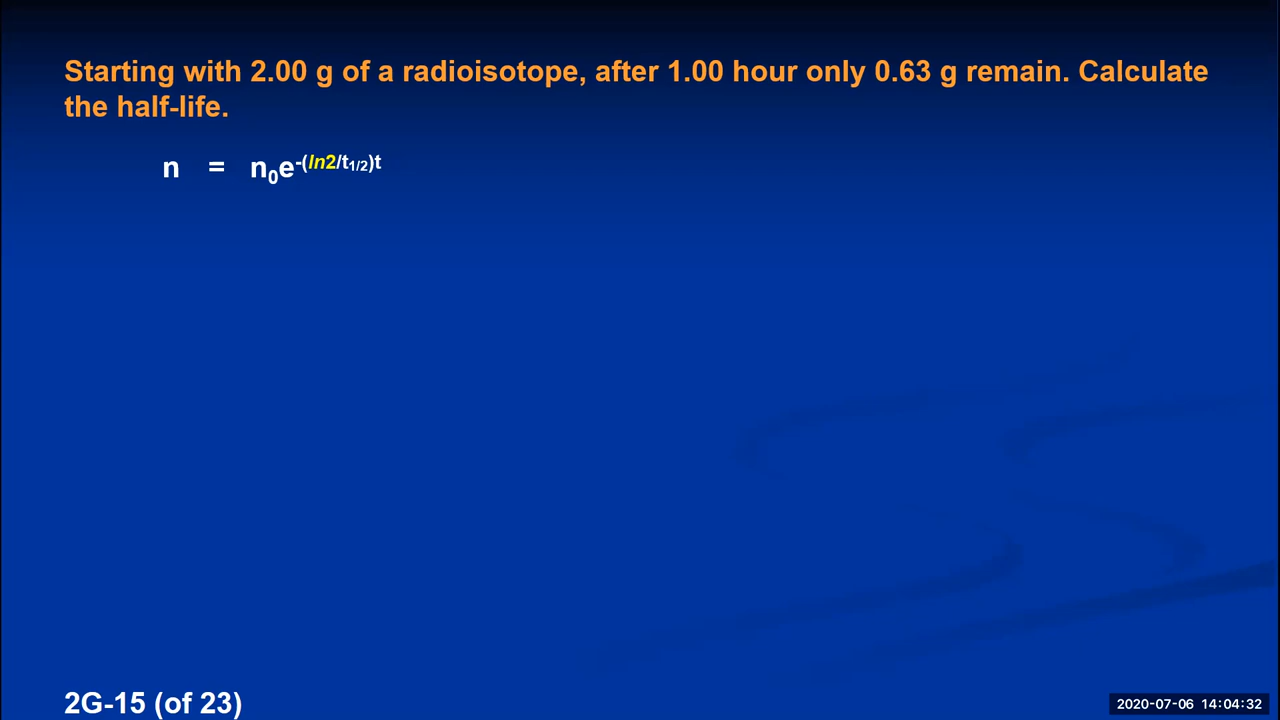 Starting with 2.00 g of a radioisotope, after 1.00 hour only 0.63 g remain. Calculate
the half-life.
n = n₀e^-(ln2/t₁/₂)t
2G-15 (of 23)
2020-07-06 14:04:32